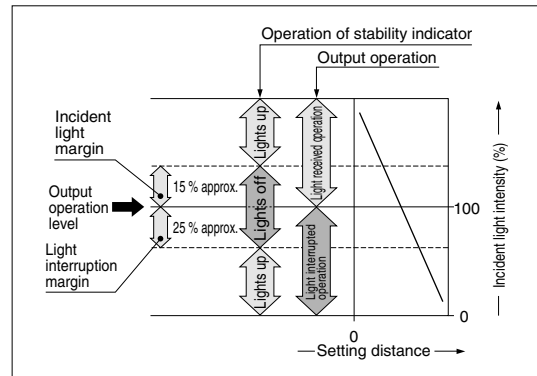 Operation of stability indicator
Output operation
Incident
light
margin
Output
operation
level
Light
interruption
margin
15 % approx.
25 % approx.
Lights up
Lights off
Lights up
Light received operation
Light interrupted
operation
100
0
0
Setting distance
Incident light intensity (%)